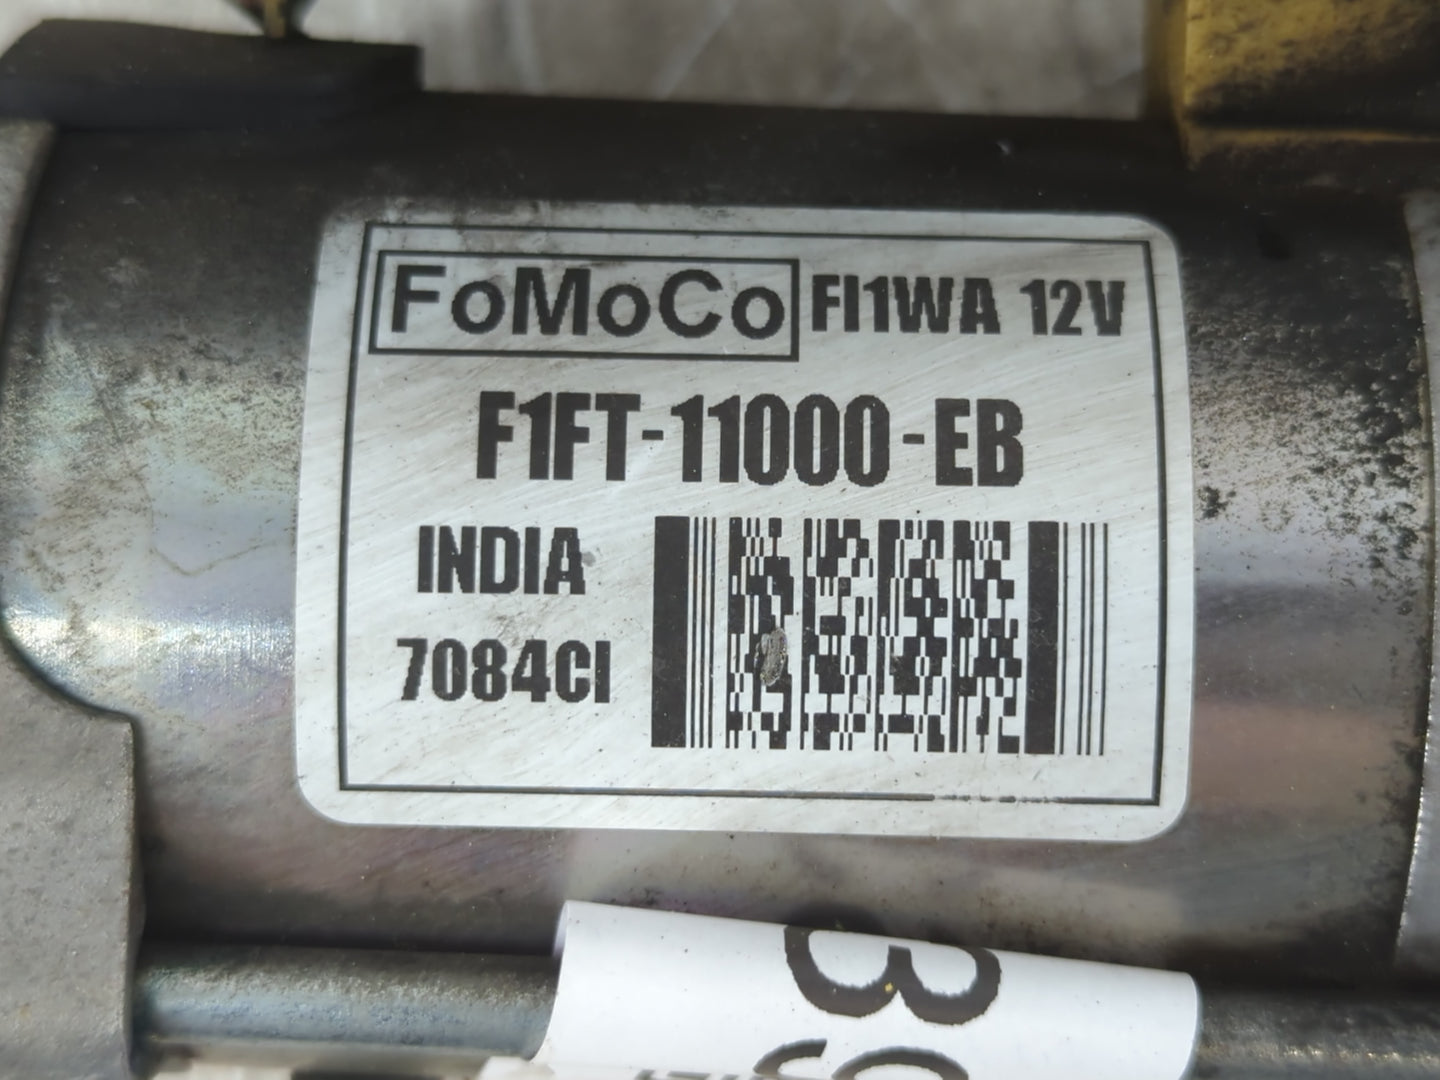 FoMoCo FI1WA 12V
F1FT-11000-EB
INDIA
7084CI